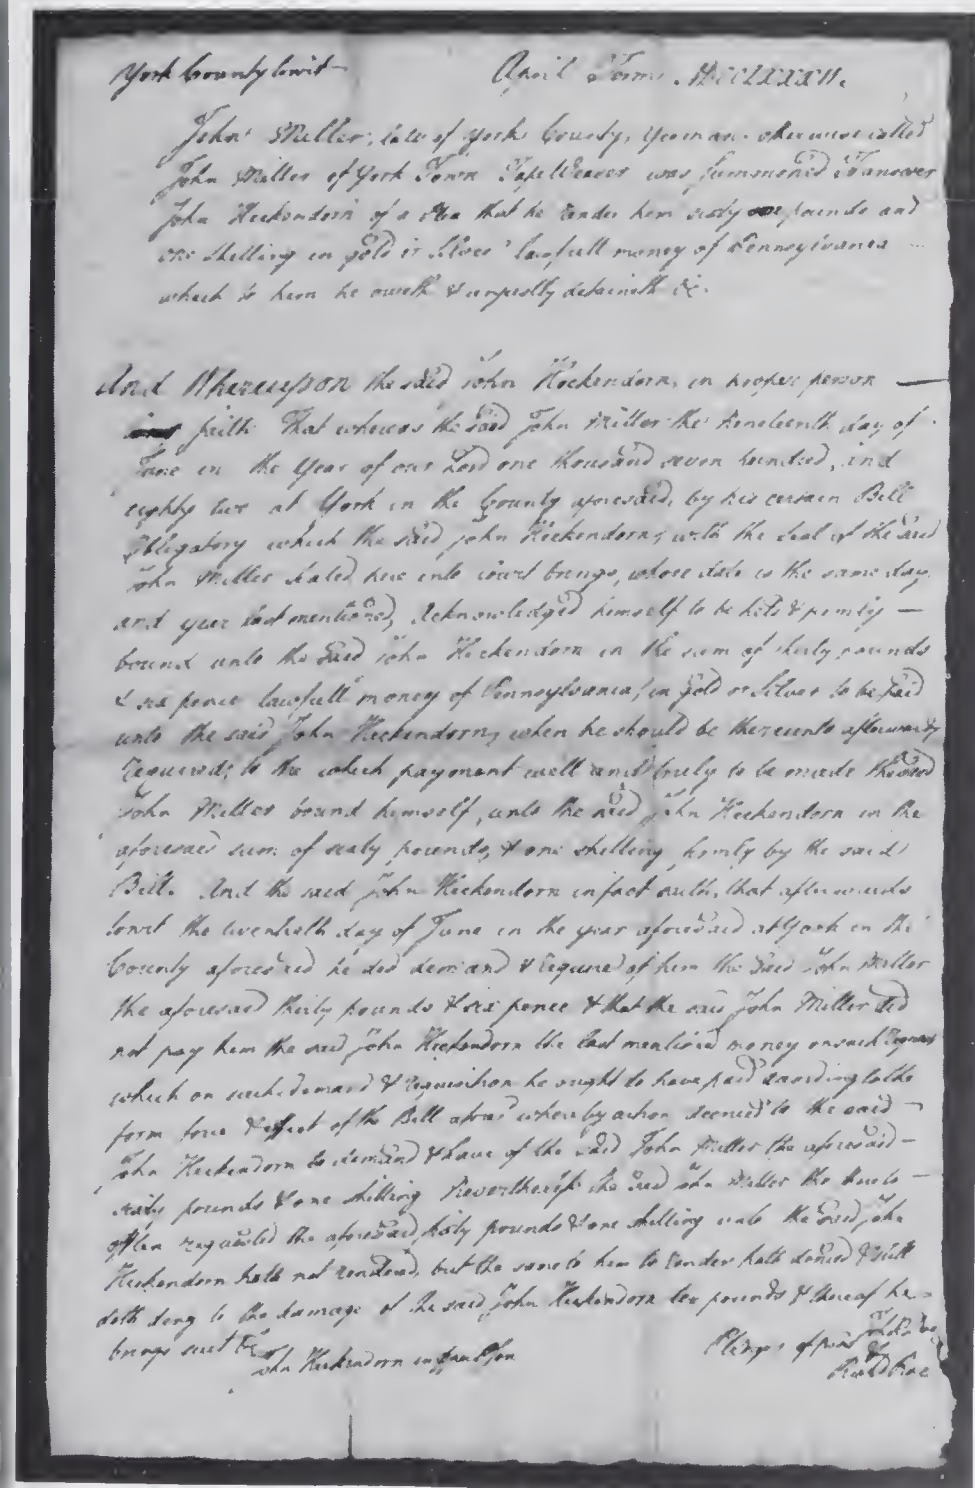 York County towit —
April Term MDCCLXXXII.
John Miller, late of York County, Yeoman otherwise called
John Miller of York Town Tape Weaver was summoned To answer
John Heckendorn of a Plea that he render him sixty one pounds and
one shilling in gold or Silver lawfull money of Pennsylvania
which to him he oweth & unjustly detaineth &c.
And Whereupon the said John Heckendorn, in proper person —
saith That whereas the said John Miller the Nineteenth day of
June in the Year of our Lord one thousand seven hundred, and
eighty two at York in the County aforesaid, by his certain Bill
Obligatory which the said John Heckendorn, with the Seal of the said
John Miller Sealed here into court brings, whose date is the same day
and year last mentioned, Acknowledged himself to be held & firmly —
bound unto the said John Heckendorn in the sum of thirty pounds
& six pence lawfull money of Pennsylvania, in gold or Silver to be paid
unto the said John Heckendorn, when he should be thereunto afterwards
required, to the which payment well and truly to be made the said
John Miller bound himself, unto the said John Heckendorn in the
aforesaid sum of sixty pounds, & one shilling, firmly by the said
Bill. And the said John Heckendorn in fact saith, that afterwards
towit the twentieth day of June in the year aforesaid at York in the
County aforesaid he did demand & require of him the said John Miller
the aforesaid thirty pounds & six pence & that the said John Miller did
not pay him the said John Heckendorn the last mentioned money on such Request
which on such demand & requisition he ought to have paid according to the
form force & effect of the Bill aforesd whereby action accrued to the said —
John Heckendorn to demand & have of the said John Miller the aforesaid —
sixty pounds & one shilling Nevertheless the said John Miller tho hereto —
often requested the aforesaid, sixty pounds & one shilling unto the said, John
Heckendorn hath not rendered, but the same to him to render hath denied & still
doth deny to the damage of the said John Heckendorn ten pounds & thereof he
brings suit &c
John Heckendorn in
Pledges of pros John Doe
&
Richd Roe